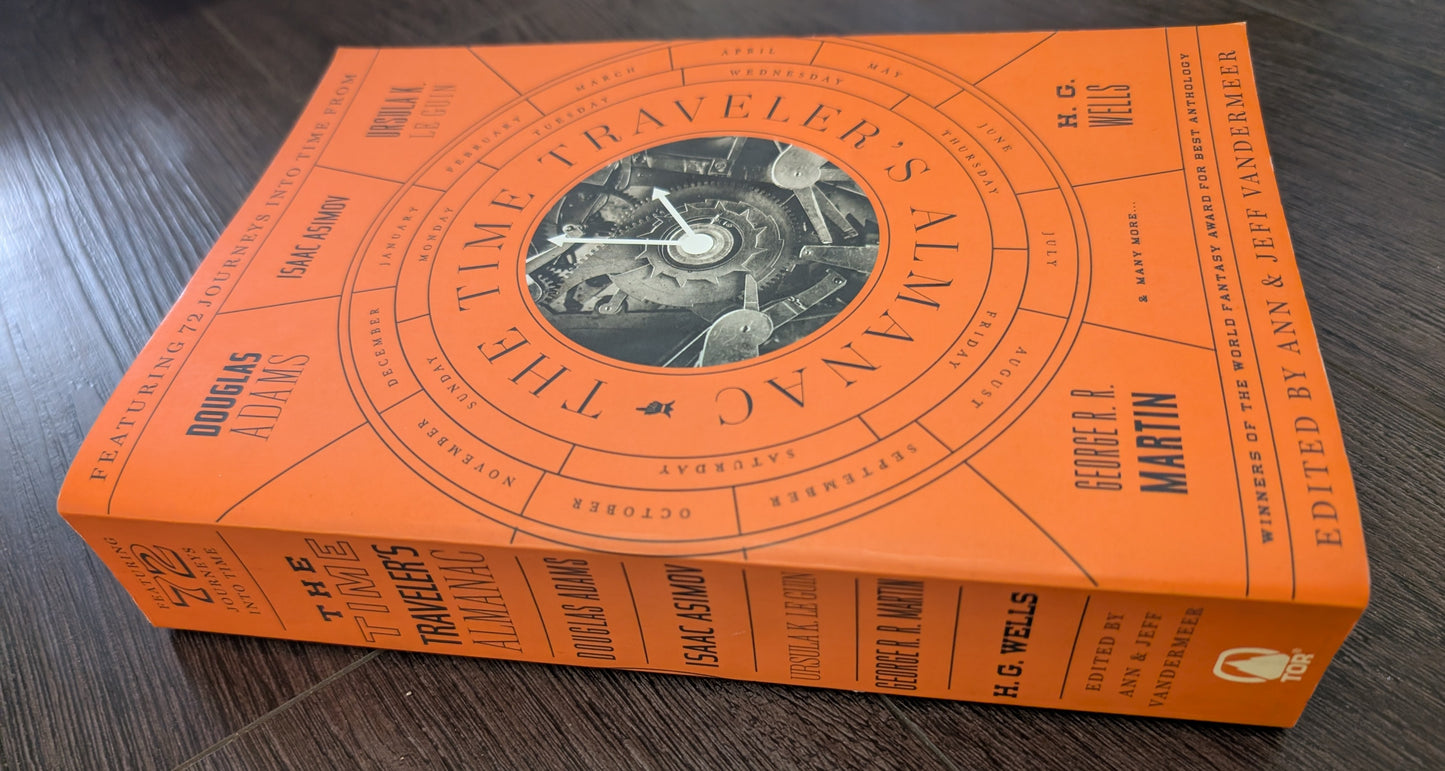 FEATURING 72 JOURNEYS INTO TIME FROM
DOUGLAS
ADAMS
ISAAC ASIMOV
URSULA K.
LE GUIN
THE TIME TRAVELER'S ALMANAC
MONDAY
TUESDAY
WEDNESDAY
THURSDAY
FRIDAY
SATURDAY
SUNDAY
JANUARY
FEBRUARY
MARCH
APRIL
MAY
JUNE
JULY
AUGUST
SEPTEMBER
OCTOBER
NOVEMBER
DECEMBER
GEORGE R. R.
MARTIN
& MANY MORE...
H. G.
WELLS
WINNERS OF THE WORLD FANTASY AWARD FOR BEST ANTHOLOGY
EDITED BY ANN & JEFF VANDERMEER
FEATURING
72
JOURNEYS
INTO TIME
THE
TIME
TRAVELER'S
ALMANAC
DOUGLAS ADAMS
ISAAC ASIMOV
URSULA K. LE GUIN
GEORGE R. R. MARTIN
H. G. WELLS
EDITED BY
ANN & JEFF
VANDERMEER
TOR®